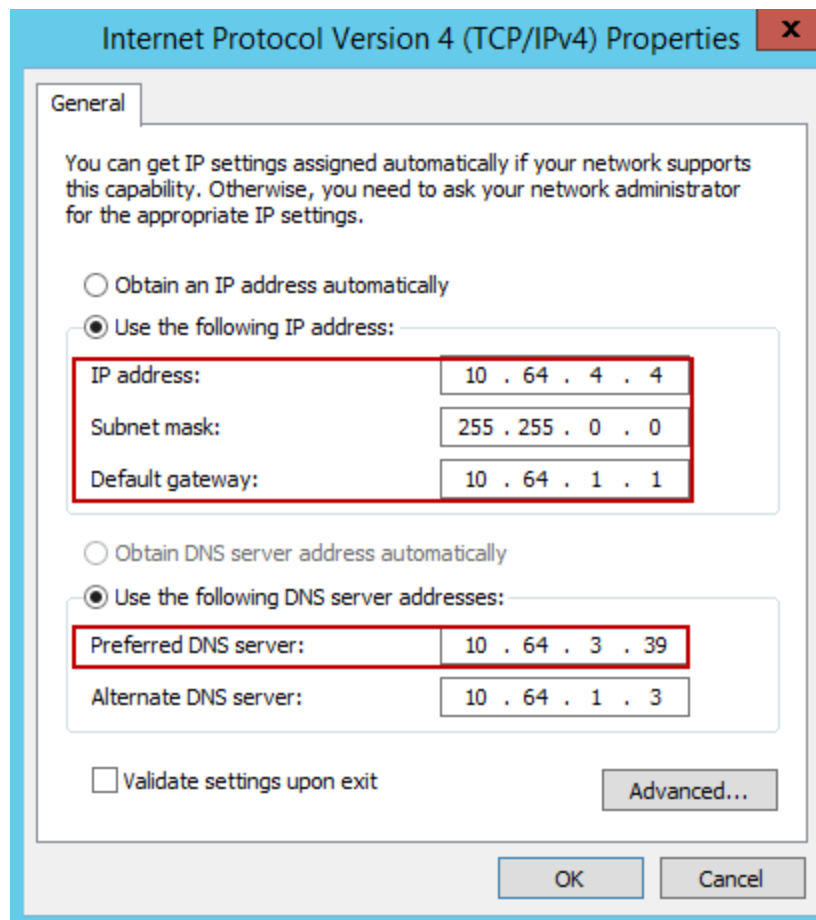 Internet Protocol Version 4 (TCP/IPv4) Properties
x
General
You can get IP settings assigned automatically if your network supports
this capability. Otherwise, you need to ask your network administrator
for the appropriate IP settings.
Obtain an IP address automatically
Use the following IP address:
IP address: 10 . 64 . 4 . 4
Subnet mask: 255 . 255 . 0 . 0
Default gateway: 10 . 64 . 1 . 1
Obtain DNS server address automatically
Use the following DNS server addresses:
Preferred DNS server: 10 . 64 . 3 . 39
Alternate DNS server: 10 . 64 . 1 . 3
Validate settings upon exit
Advanced...
OK Cancel